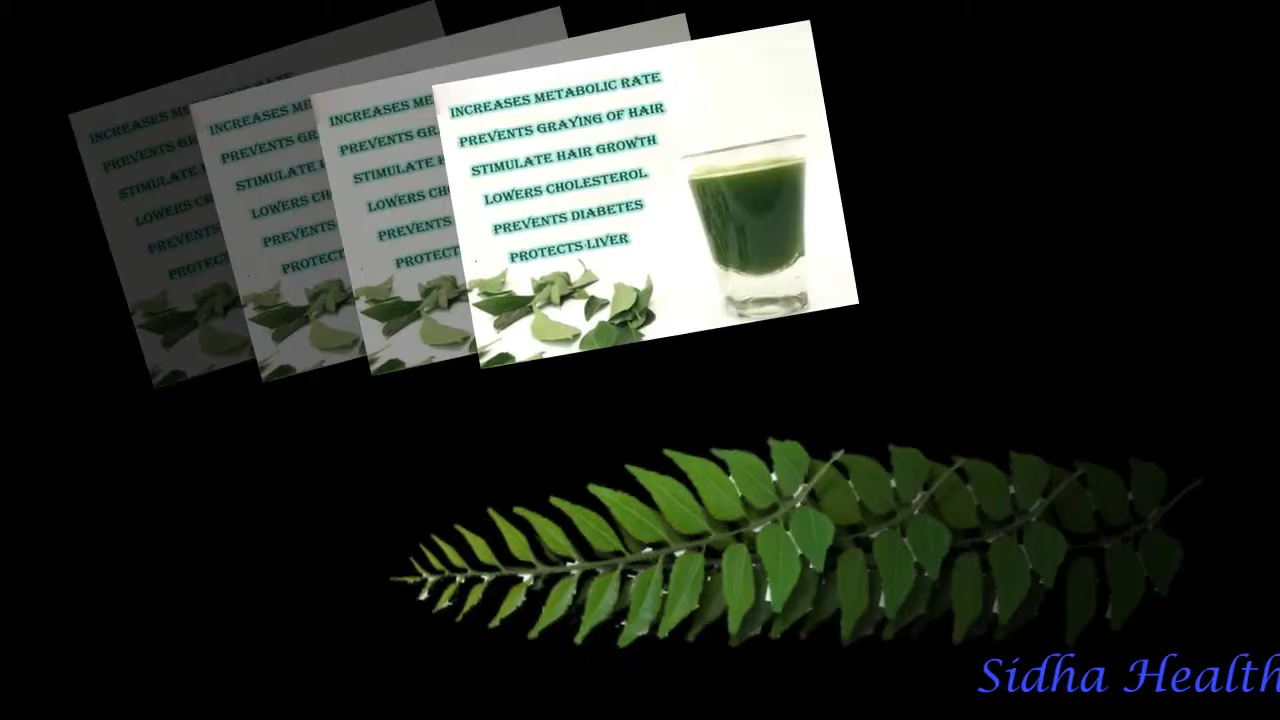 INCREASES METABOLIC RATE
PREVENTS GRAYING OF HAIR
STIMULATE HAIR GROWTH
LOWERS CHOLESTEROL
PREVENTS DIABETES
PROTECTS LIVER
Sidha Health